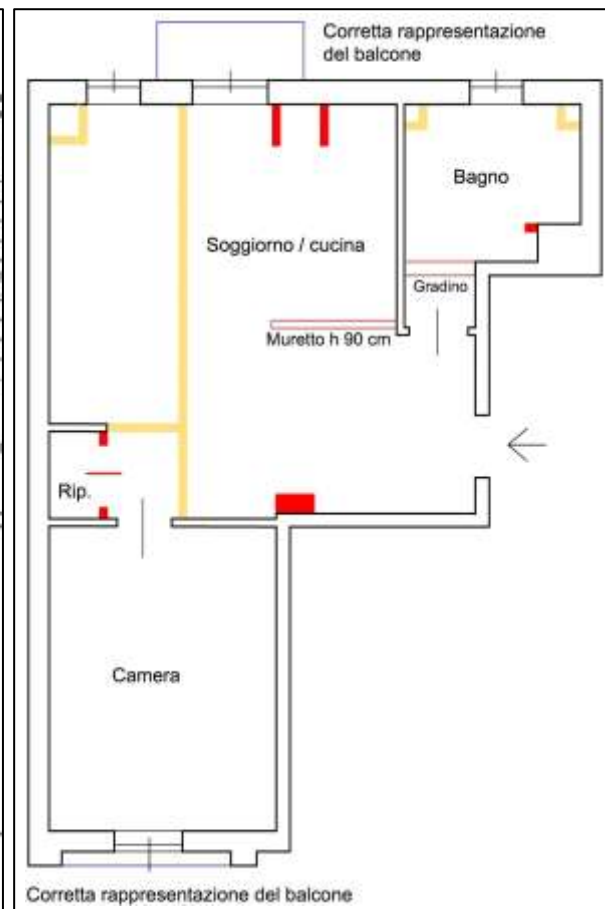 Corretta rappresentazione
del balcone
Bagno
Soggiorno / cucina
Gradino
Muretto h 90 cm
Rip.
Camera
Corretta rappresentazione del balcone